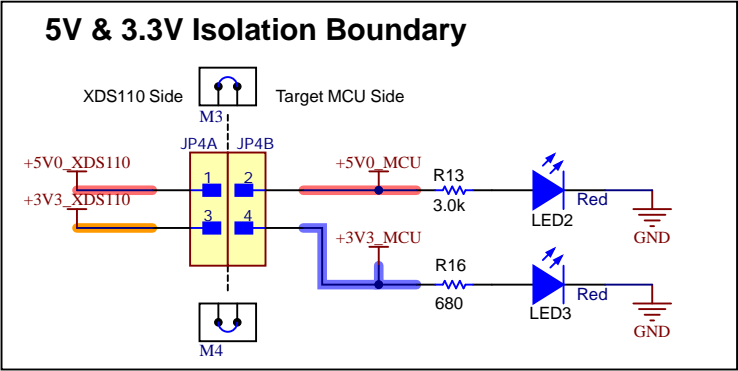 5V & 3.3V Isolation Boundary
XDS110 Side
Target MCU Side
M3
JP4A
JP4B
+5V0_XDS110
1
2
+5V0_MCU
R13
3.0k
LED2
Red
GND
+3V3_XDS110
3
4
+3V3_MCU
R16
680
LED3
Red
GND
M4